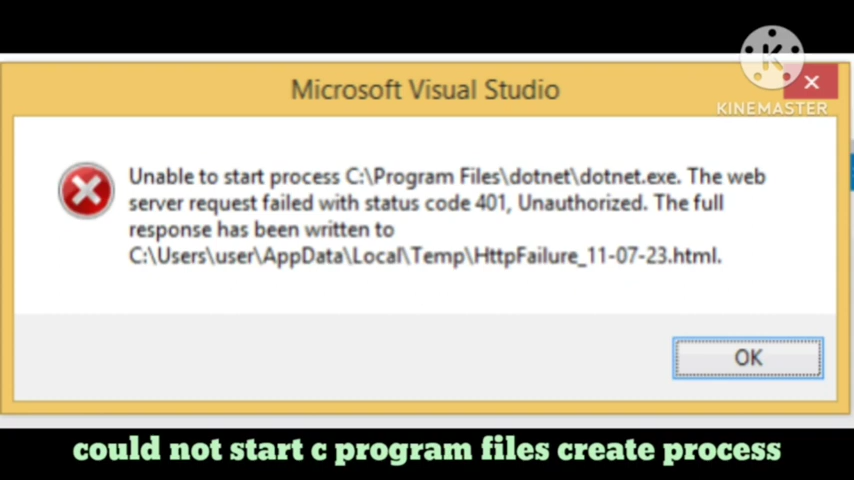 K
KINEMASTER
Microsoft Visual Studio
Unable to start process C:\Program Files\dotnet\dotnet.exe. The web
server request failed with status code 401, Unauthorized. The full
response has been written to
C:\Users\user\AppData\Local\Temp\HttpFailure_11-07-23.html.
OK
could not start c program files create process